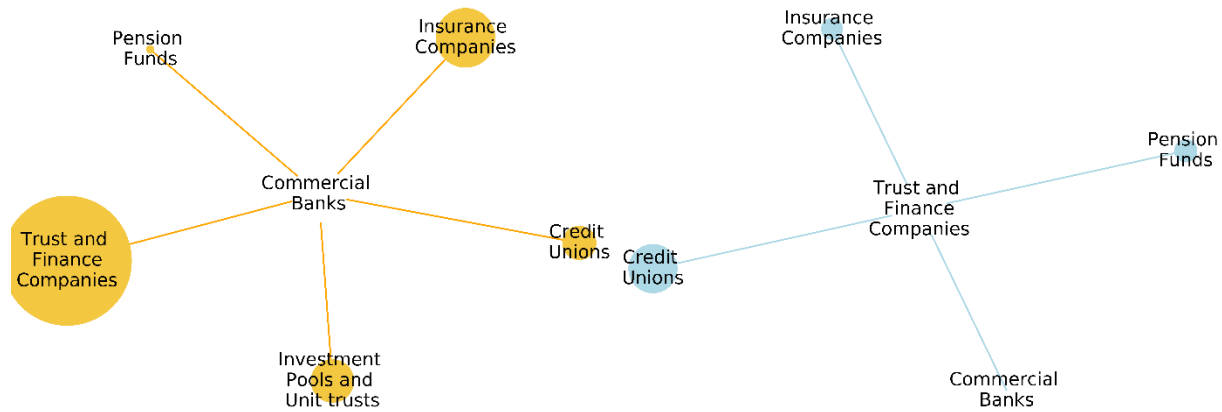 Pension
Funds
Insurance
Companies
Commercial
Banks
Trust and
Finance
Companies
Credit
Unions
Investment
Pools and
Unit trusts
Insurance
Companies
Pension
Funds
Trust and
Finance
Companies
Credit
Unions
Commercial
Banks